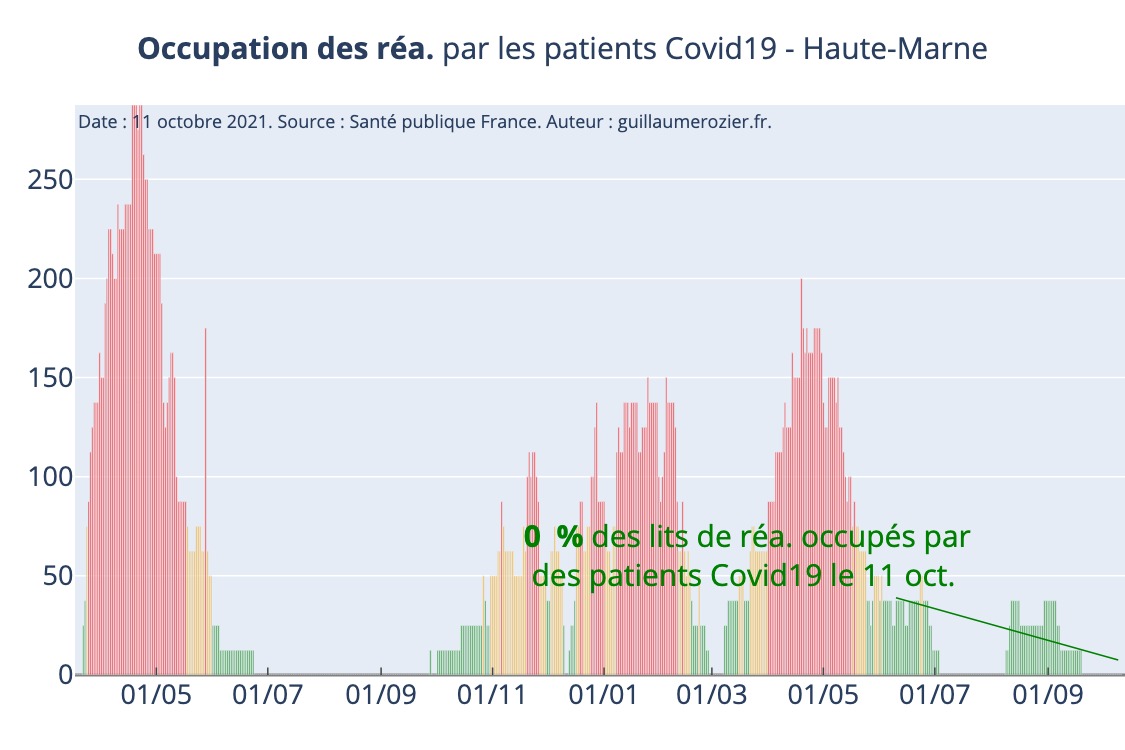 Occupation des réa. par les patients Covid19 - Haute-Marne
Date : 11 octobre 2021. Source : Santé publique France. Auteur : guillaumerozier.fr.
250
200
150
100
50
0
0 % des lits de réa. occupés par
des patients Covid19 le 11 oct.
01/05 01/07 01/09 01/11 01/01 01/03 01/05 01/07 01/09